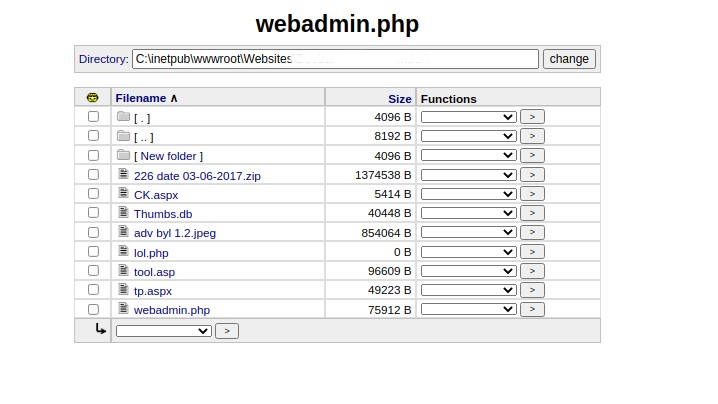 webadmin.php
Directory: C:\inetpub\wwwroot\Websites change
Filename ∧ Size Functions
[ . ] 4096 B >
[ .. ] 8192 B >
[ New folder ] 4096 B >
226 date 03-06-2017.zip 1374538 B >
CK.aspx 5414 B >
Thumbs.db 40448 B >
adv byl 1.2.jpeg 854064 B >
lol.php 0 B >
tool.asp 96609 B >
tp.aspx 49223 B >
webadmin.php 75912 B >
>